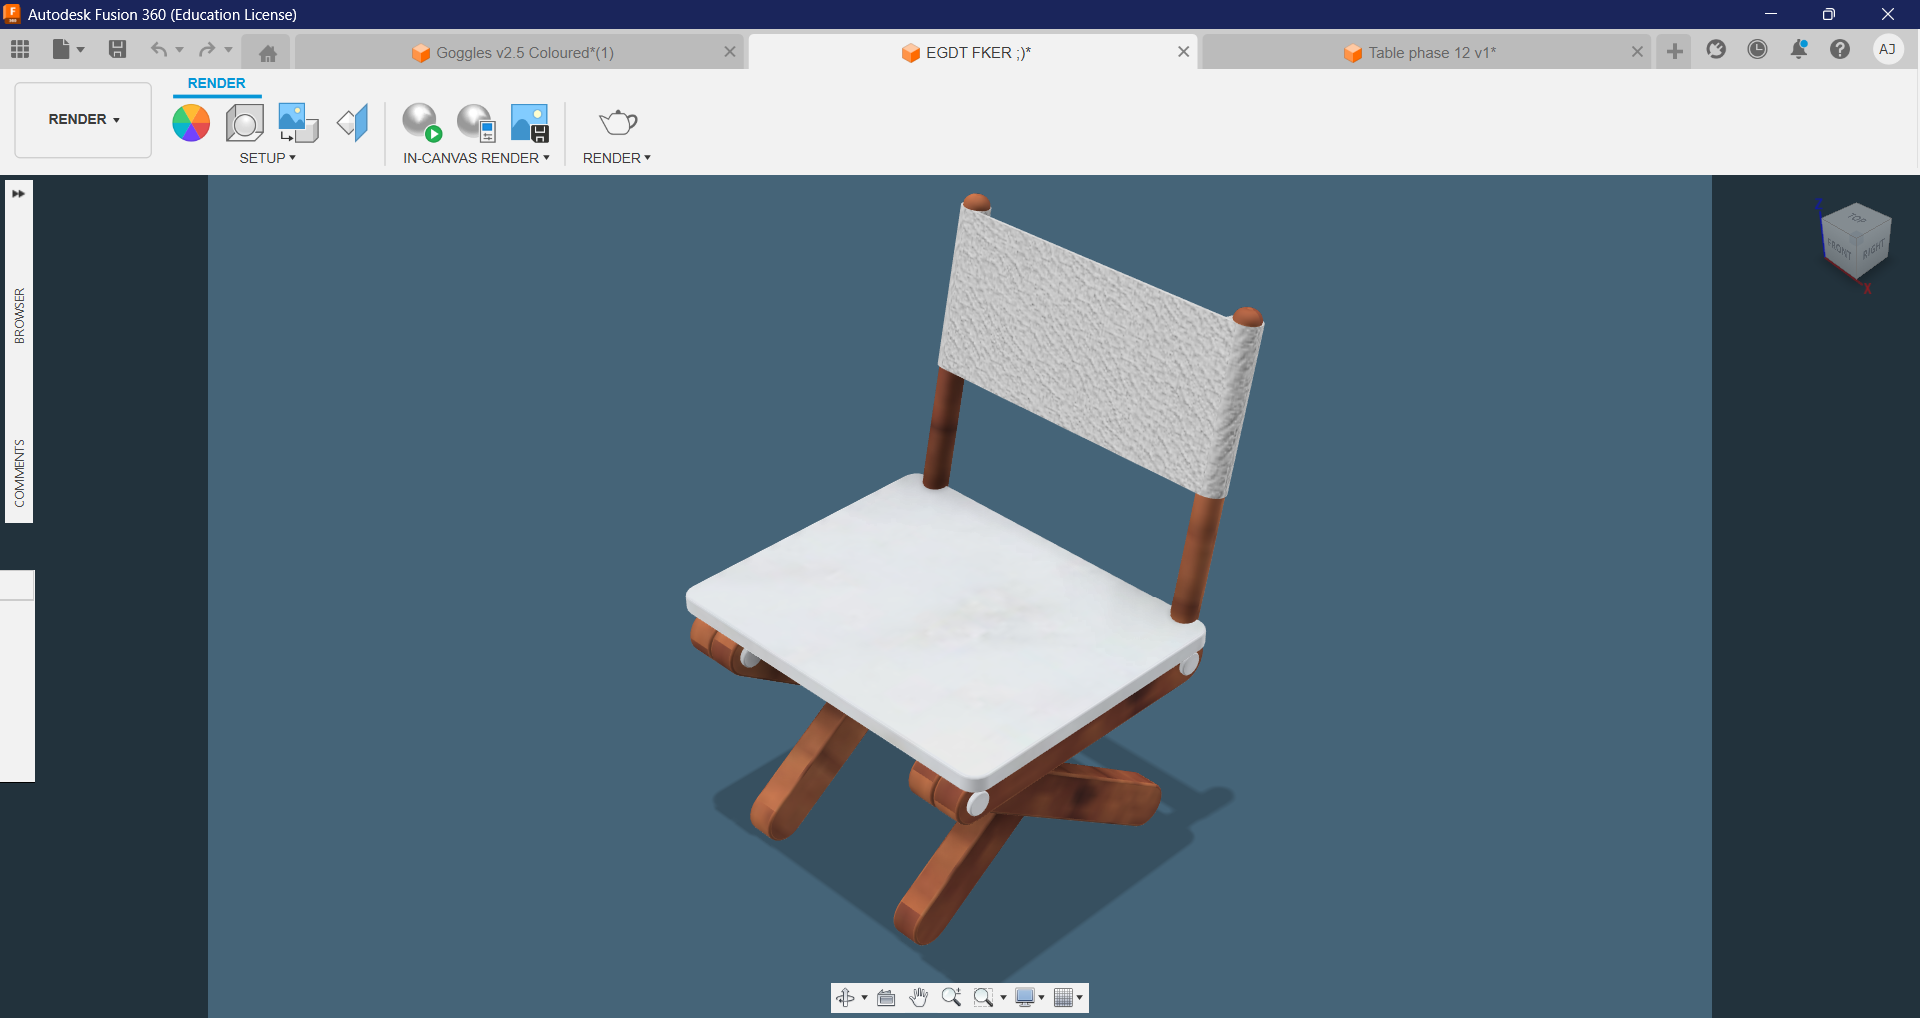 Autodesk Fusion 360 (Education License)
Goggles v2.5 Coloured*(1)
EGDT FKER ;)*
Table phase 12 v1*
AJ
RENDER
RENDER
SETUP
IN-CANVAS RENDER
RENDER
BROWSER
COMMENTS
Z
TOP
FRONT
RIGHT
X